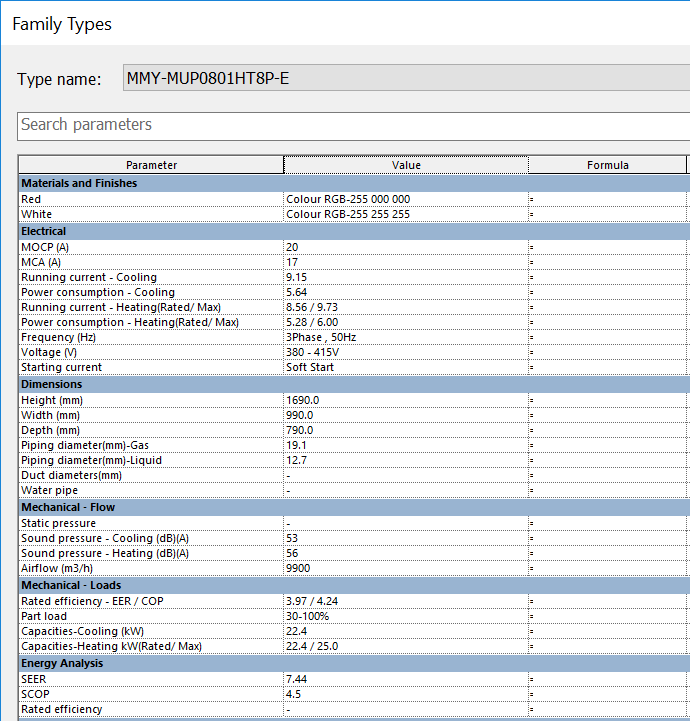 Family Types
Type name: MMY-MUP0801HT8P-E
Search parameters
Parameter Value Formula
Materials and Finishes
Red Colour RGB-255 000 000 =
White Colour RGB-255 255 255 =
Electrical
MOCP (A) 20 =
MCA (A) 17 =
Running current - Cooling 9.15 =
Power consumption - Cooling 5.64 =
Running current - Heating(Rated/ Max) 8.56 / 9.73 =
Power consumption - Heating(Rated/ Max) 5.28 / 6.00 =
Frequency (Hz) 3Phase , 50Hz =
Voltage (V) 380 - 415V =
Starting current Soft Start =
Dimensions
Height (mm) 1690.0 =
Width (mm) 990.0 =
Depth (mm) 790.0 =
Piping diameter(mm)-Gas 19.1 =
Piping diameter(mm)-Liquid 12.7 =
Duct diameters(mm) - =
Water pipe - =
Mechanical - Flow
Static pressure - =
Sound pressure - Cooling (dB)(A) 53 =
Sound pressure - Heating (dB)(A) 56 =
Airflow (m3/h) 9900 =
Mechanical - Loads
Rated efficiency - EER / COP 3.97 / 4.24 =
Part load 30-100% =
Capacities-Cooling (kW) 22.4 =
Capacities-Heating kW(Rated/ Max) 22.4 / 25.0 =
Energy Analysis
SEER 7.44 =
SCOP 4.5 =
Rated efficiency - =